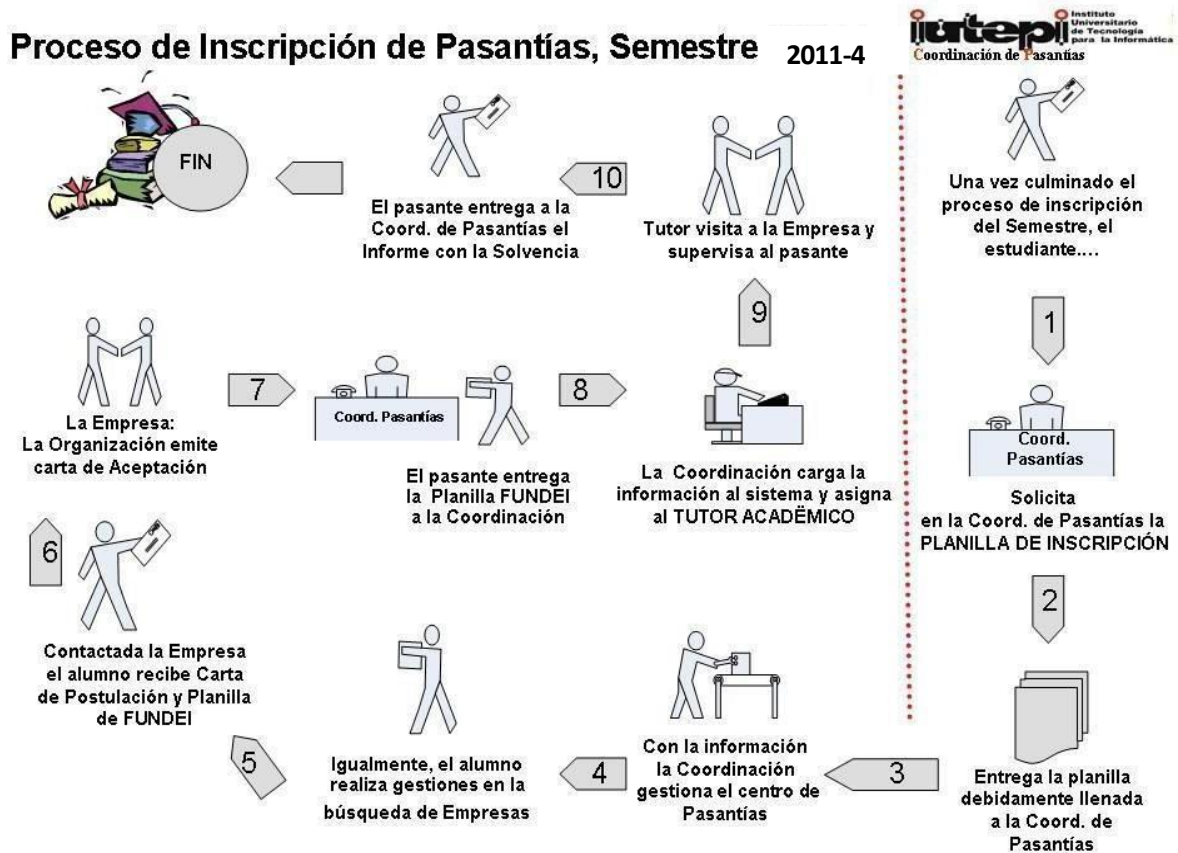 Proceso de Inscripción de Pasantías, Semestre 2011-4
iutepi
Instituto
Universitario
de Tecnología
para la Informática
Coordinación de Pasantías
Una vez culminado el
proceso de inscripción
del Semestre, el
estudiante....
1
Coord.
Pasantías
Solicita
en la Coord. de Pasantías la
PLANILLA DE INSCRIPCIÓN
2
Entrega la planilla
debidamente llenada
a la Coord. de
Pasantías
3
Con la información
la Coordinación
gestiona el centro de
Pasantías
4
Igualmente, el alumno
realiza gestiones en la
búsqueda de Empresas
5
Contactada la Empresa
el alumno recibe Carta
de Postulación y Planilla
de FUNDEI
6
La Empresa:
La Organización emite
carta de Aceptación
7
Coord. Pasantías
El pasante entrega
la Planilla FUNDEI
a la Coordinación
8
La Coordinación carga la
información al sistema y asigna
al TUTOR ACADËMICO
9
Tutor visita a la Empresa y
supervisa al pasante
10
El pasante entrega a la
Coord. de Pasantías el
Informe con la Solvencia
FIN